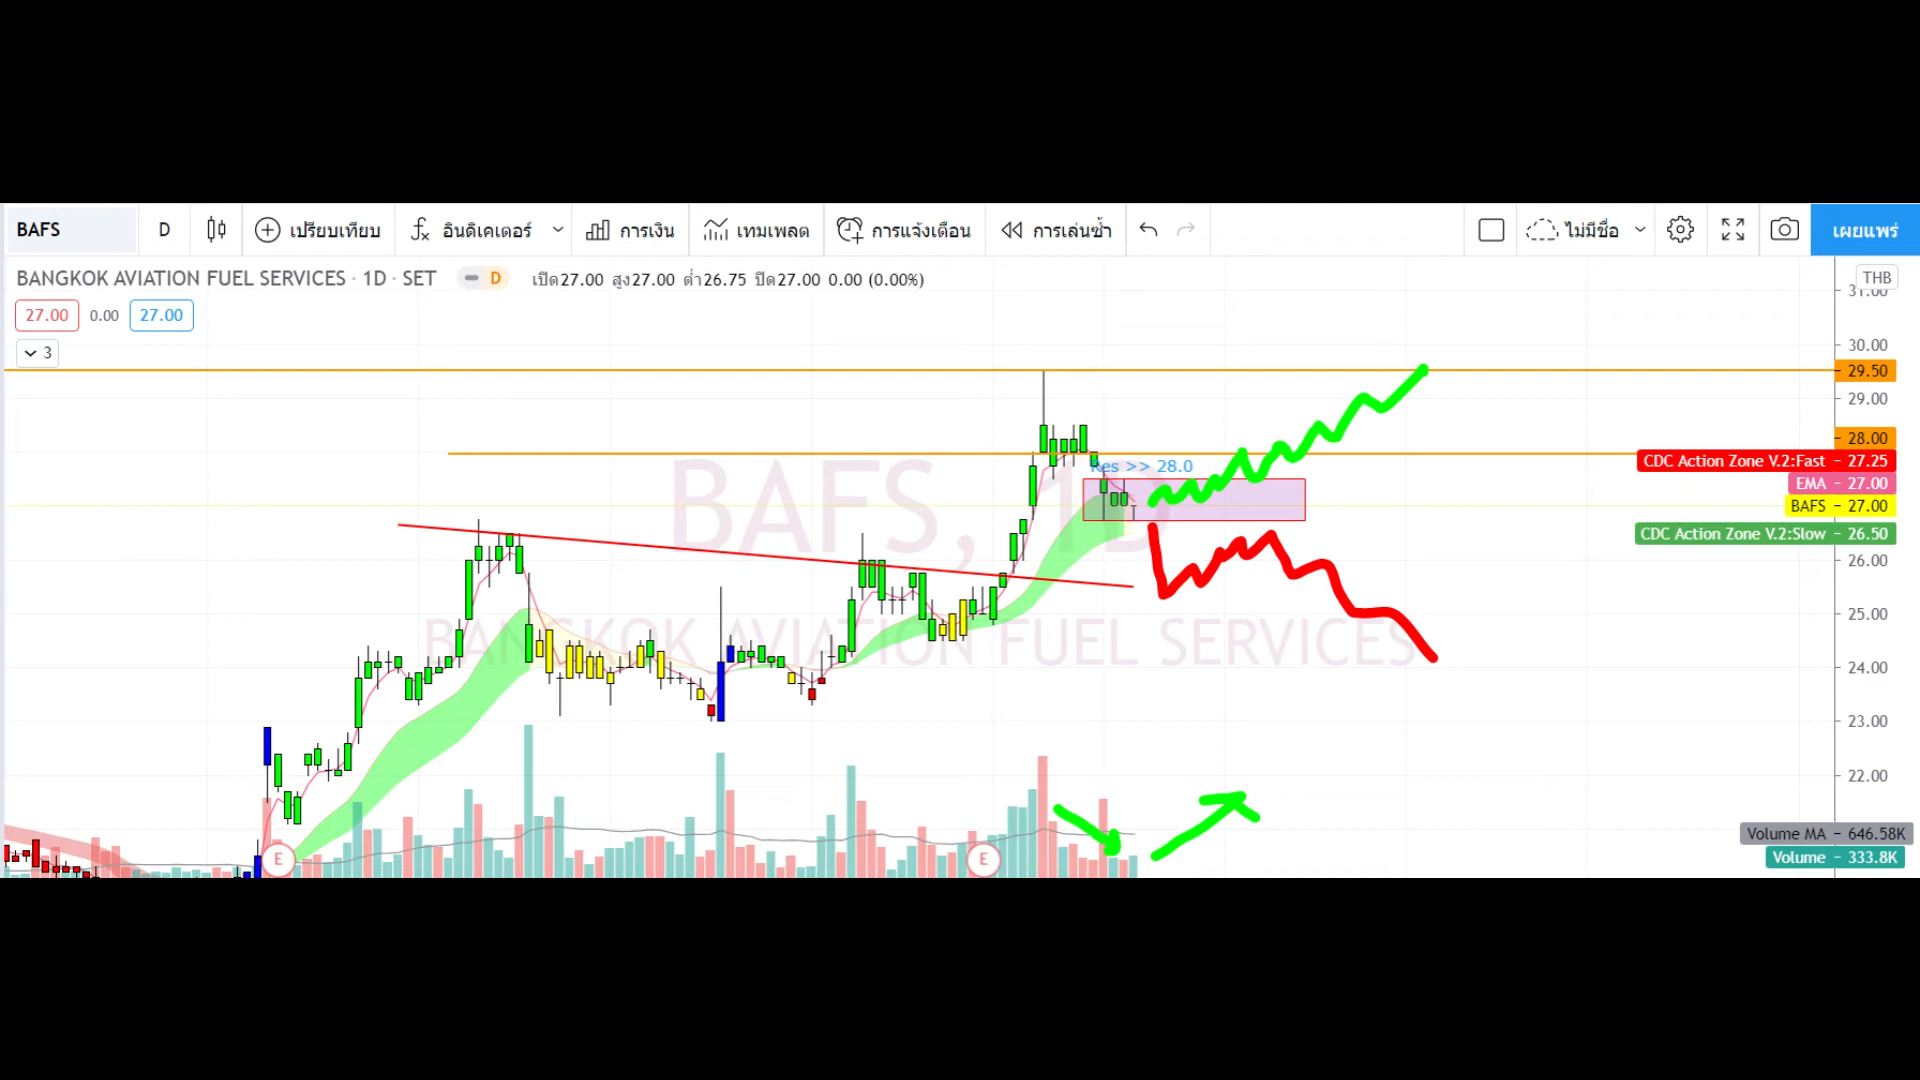 BAFS D เปรียบเทียบ อินดิเคเตอร์ การเงิน เทมเพลต การแจ้งเตือน การเล่นซ้ำ ไม่มีชื่อ เผยแพร่
BANGKOK AVIATION FUEL SERVICES · 1D · SET D เปิด27.00 สูง27.00 ต่ำ26.75 ปิด27.00 0.00 (0.00%)
THB
31.00
27.00 0.00 27.00
3
30.00
29.50
29.00
28.00
Res >> 28.0
CDC Action Zone V.2:Fast − 27.25
EMA − 27.00
BAFS − 27.00
BAFS, 1D
CDC Action Zone V.2:Slow − 26.50
26.00
25.00
BANGKOK AVIATION FUEL SERVICES
24.00
23.00
22.00
Volume MA − 646.58K
Volume − 333.8K
E E